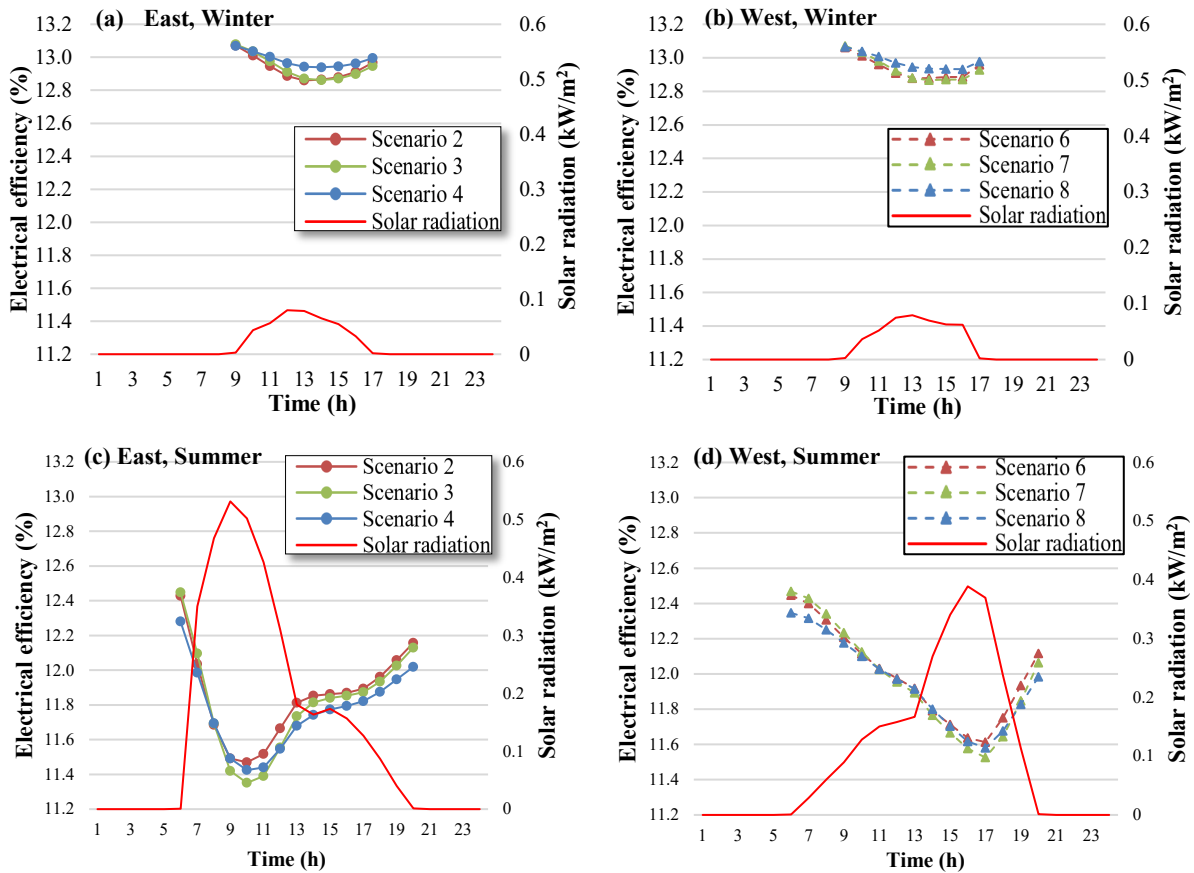 (a) East, Winter
13.2
13.0
12.8
12.6
12.4
12.2
12.0
11.8
11.6
11.4
11.2
Electrical efficiency (%)
Scenario 2
Scenario 3
Scenario 4
Solar radiation
0.6
0.5
0.4
0.3
0.2
0.1
0
Solar radiation (kW/m²)
1 3 5 7 9 11 13 15 17 19 21 23
Time (h)
(b) West, Winter
13.2
13.0
12.8
12.6
12.4
12.2
12.0
11.8
11.6
11.4
11.2
Electrical efficiency (%)
Scenario 6
Scenario 7
Scenario 8
Solar radiation
0.6
0.5
0.4
0.3
0.2
0.1
0
Solar radiation (kW/m²)
1 3 5 7 9 11 13 15 17 19 21 23
Time (h)
(c) East, Summer
13.2
13.0
12.8
12.6
12.4
12.2
12.0
11.8
11.6
11.4
11.2
Electrical efficiency (%)
Scenario 2
Scenario 3
Scenario 4
Solar radiation
0.6
0.5
0.4
0.3
0.2
0.1
0
Solar radiation (kW/m²)
1 3 5 7 9 11 13 15 17 19 21 23
Time (h)
(d) West, Summer
13.2
13.0
12.8
12.6
12.4
12.2
12.0
11.8
11.6
11.4
11.2
Electrical efficiency (%)
Scenario 6
Scenario 7
Scenario 8
Solar radiation
0.6
0.5
0.4
0.3
0.2
0.1
0
Solar radiation (kW/m²)
1 3 5 7 9 11 13 15 17 19 21 23
Time (h)